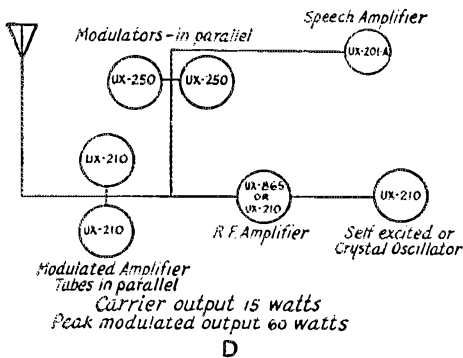 Speech Amplifier
Modulators - in parallel
UX-201-A
UX-250 UX-250
UX-210
UX-865
OR
UX-210
UX-210
UX-210
R.F. Amplifier
Self excited or
Crystal Oscillator
Modulated Amplifier
Tubes in parallel
Carrier output 15 watts
Peak modulated output 60 watts
D